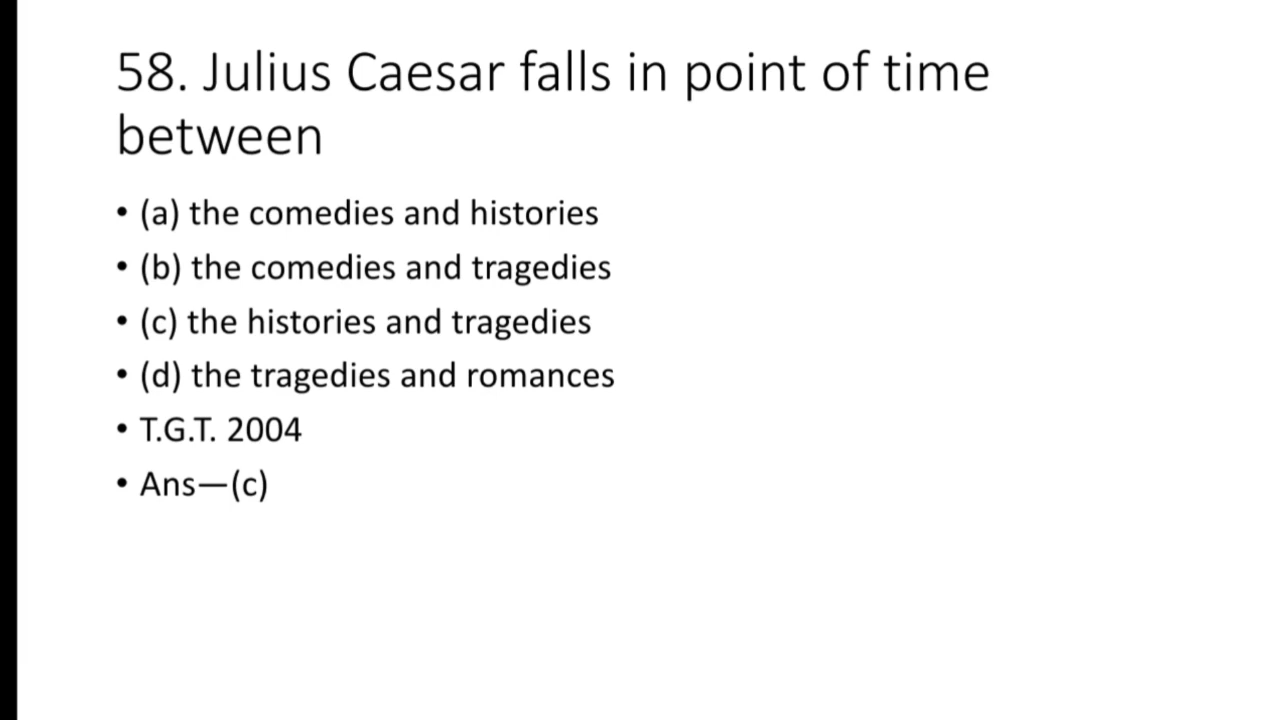 58. Julius Caesar falls in point of time
between
• (a) the comedies and histories
• (b) the comedies and tragedies
• (c) the histories and tragedies
• (d) the tragedies and romances
• T.G.T. 2004
• Ans—(c)